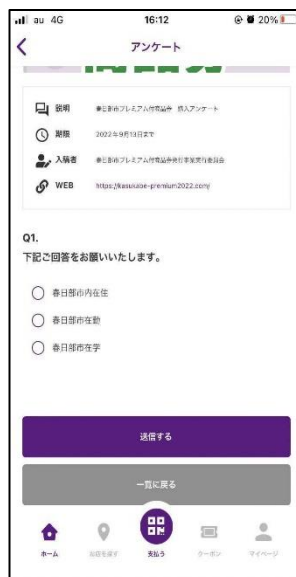 au 4G 16:12 20%
アンケート
説明 春日部市プレミアム付商品券 購入アンケート
期限 2022年9月13日まで
入稿者 春日部市プレミアム付商品券発行事業実行委員会
WEB https://kasukabe-premium2022.com/
Q1.
下記ご回答をお願いいたします。
春日部市内在住
春日部市在勤
春日部市在学
送信する
一覧に戻る
ホーム お店を探す 支払う クーポン マイページ